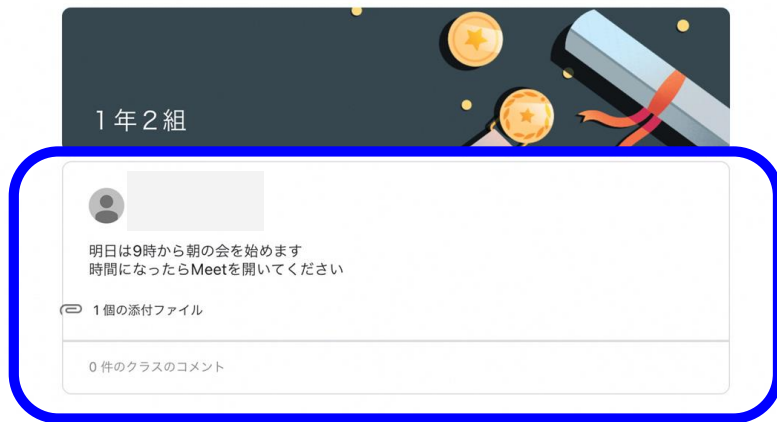 1年2組
明日は9時から朝の会を始めます
時間になったらMeetを開いてください
1個の添付ファイル
0 件のクラスのコメント